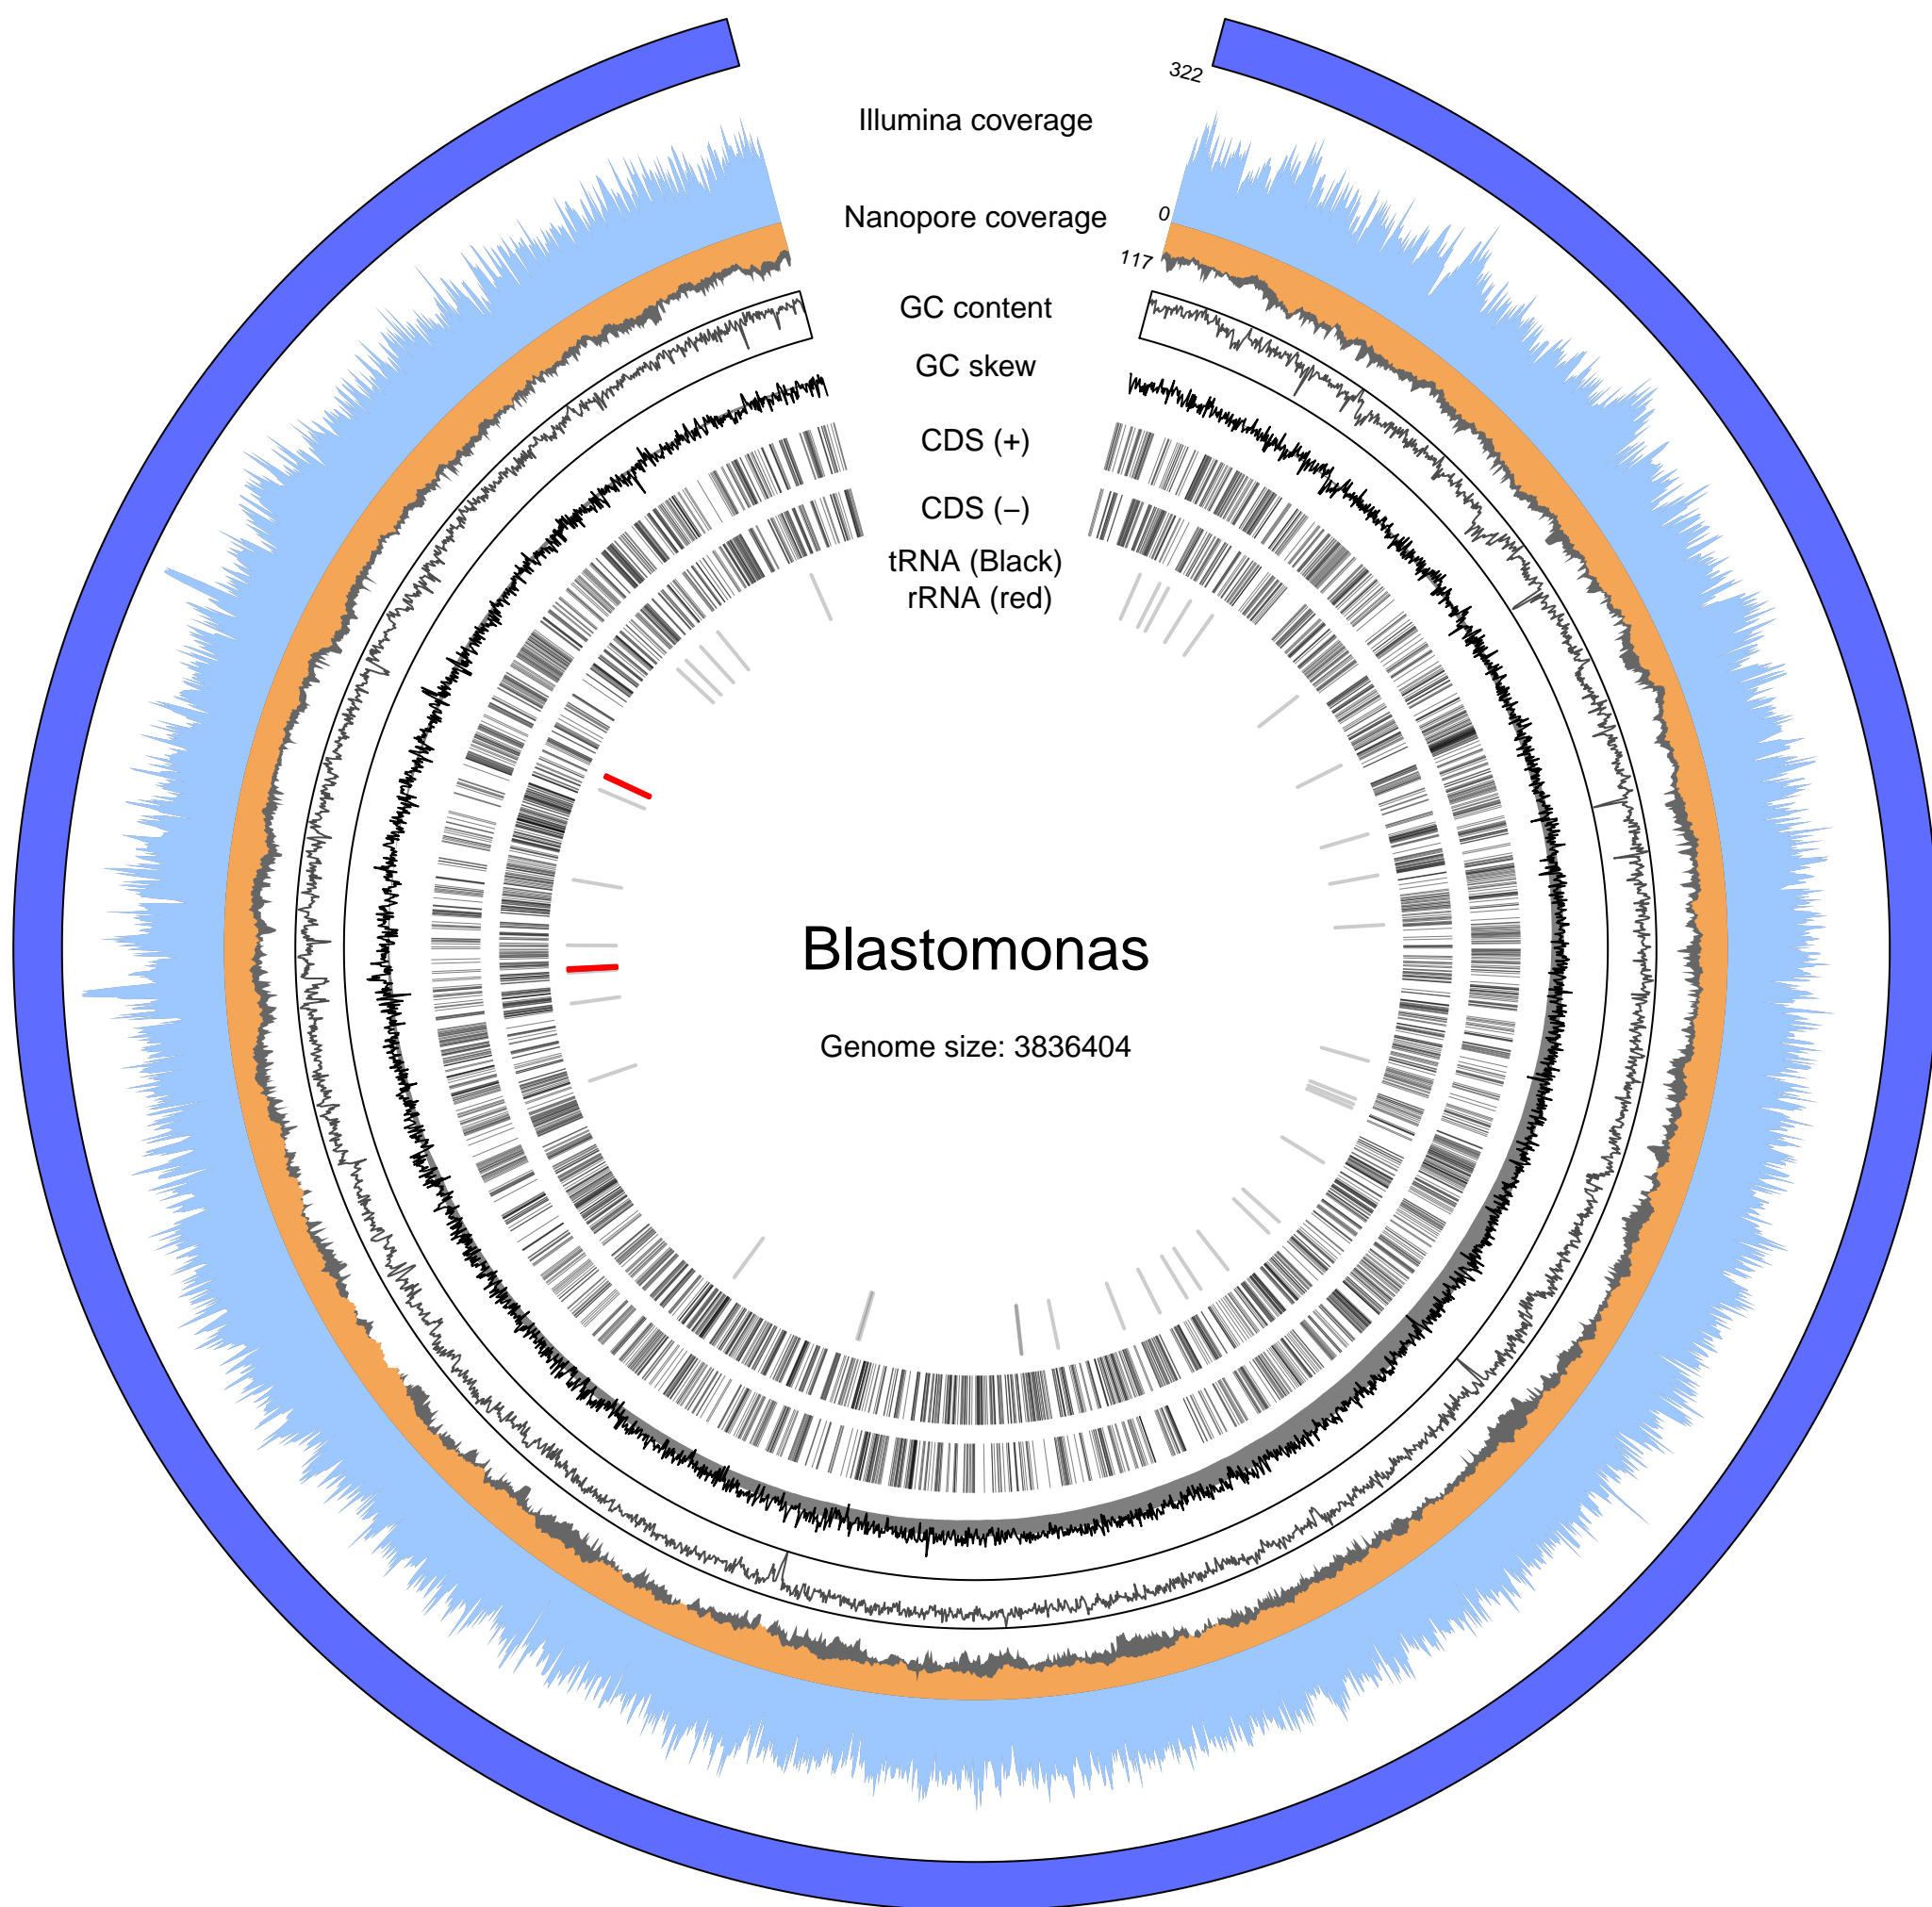 322
Illumina coverage
0
Nanopore coverage
117
GC content
GC skew
CDS (+)
CDS (−)
tRNA (Black)
rRNA (red)
Blastomonas
Genome size: 3836404